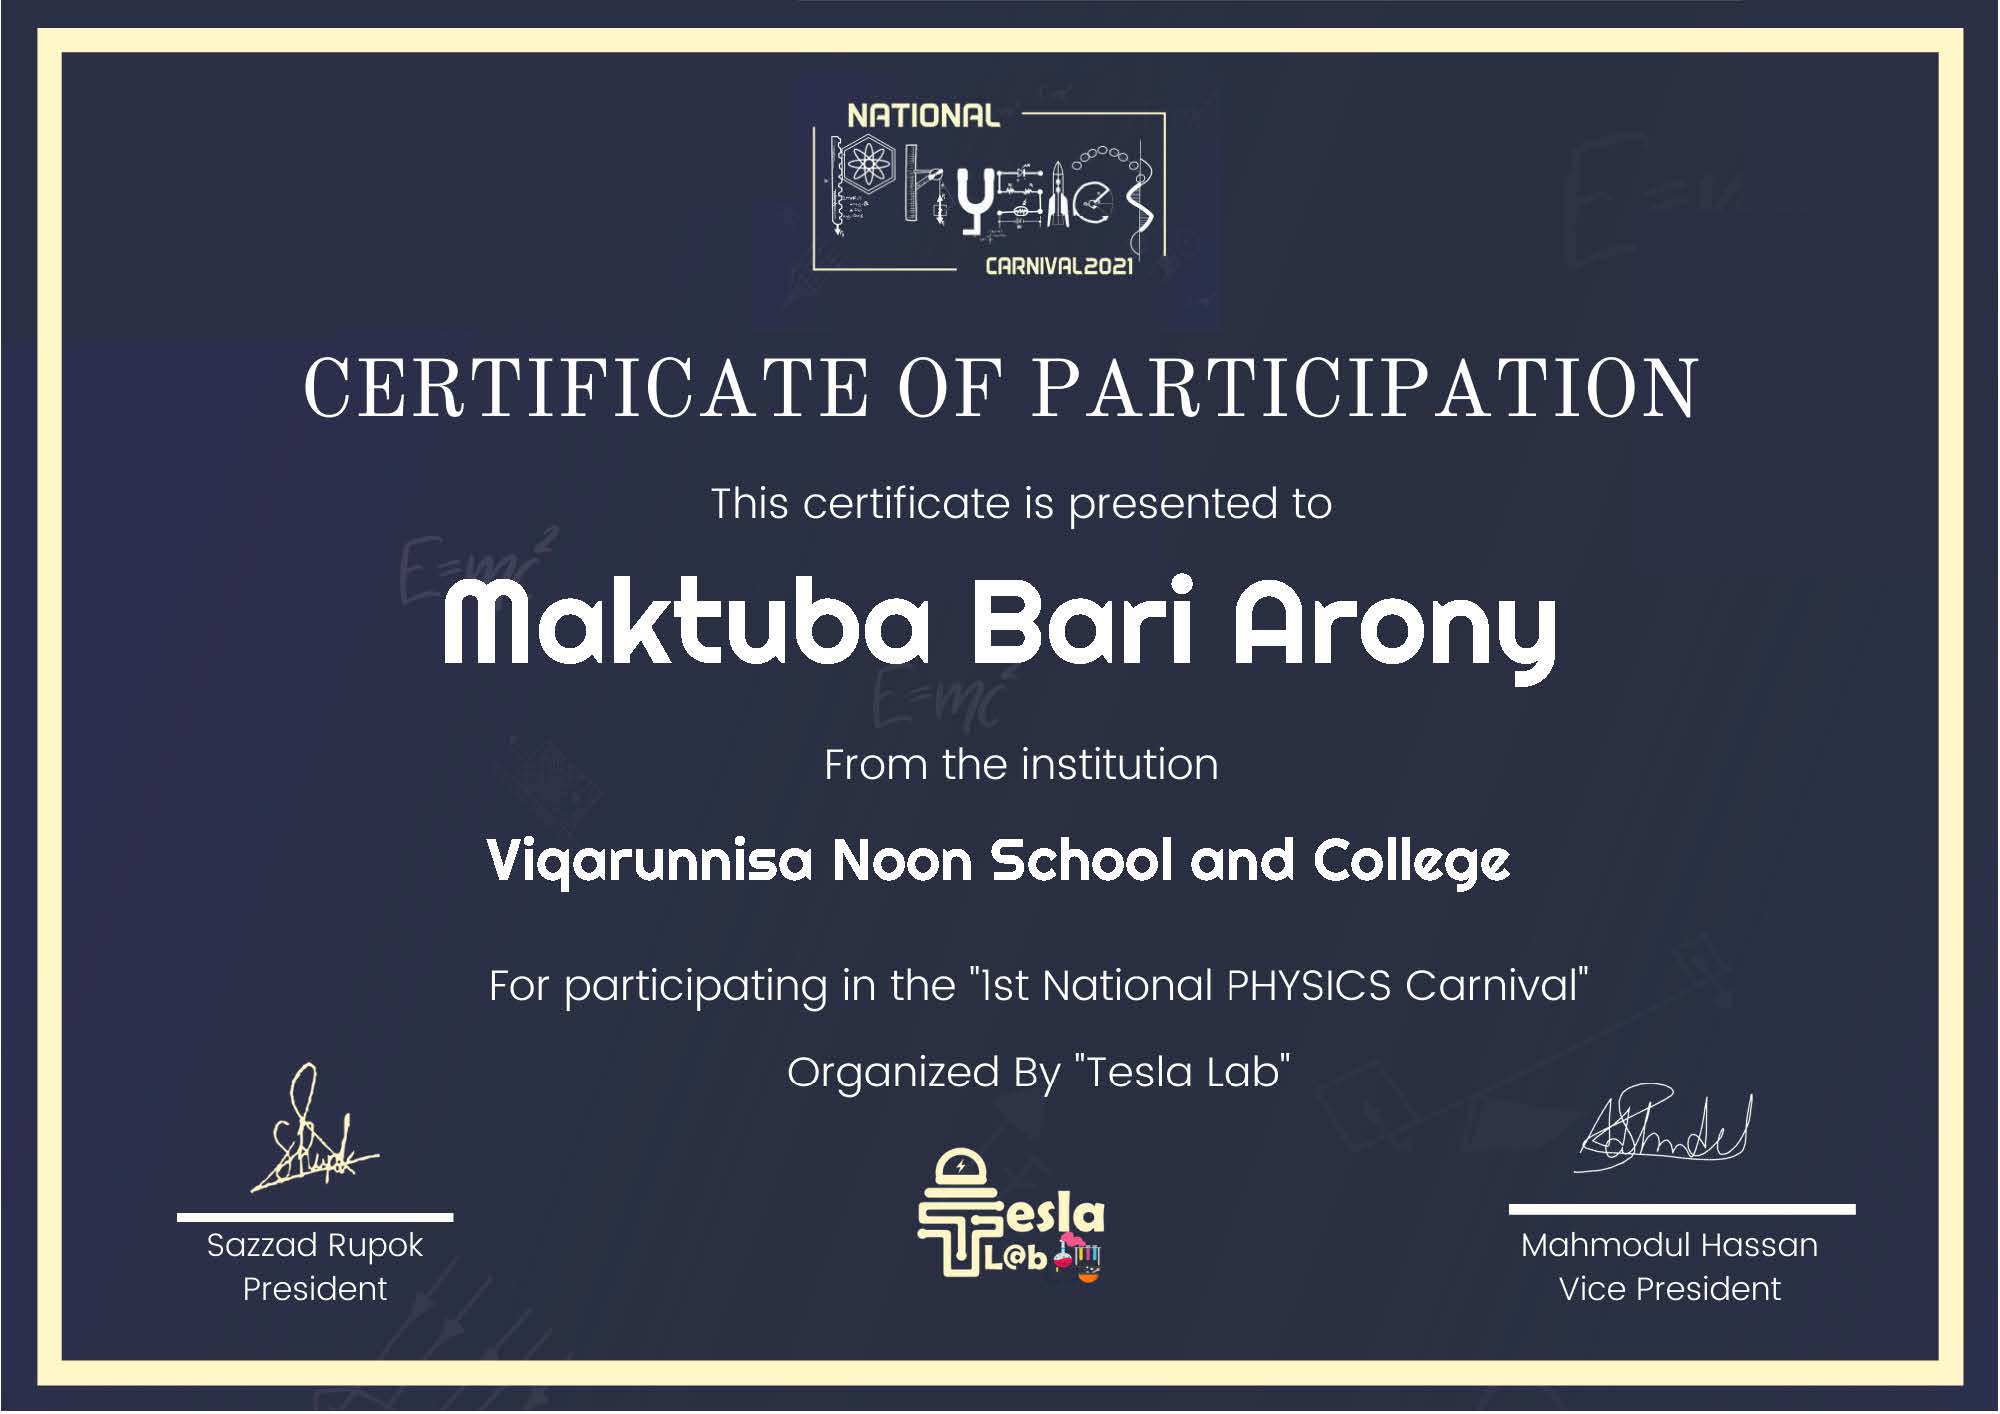 NATIONAL
PhYSICS
CARNIVAL2021
CERTIFICATE OF PARTICIPATION
This certificate is presented to
E=mc²
Maktuba Bari Arony
E=mc²
From the institution
Viqarunnisa Noon School and College
For participating in the "1st National PHYSICS Carnival"
Organized By "Tesla Lab"
Tesla
L@b
Sazzad Rupok
President
Mahmodul Hassan
Vice President